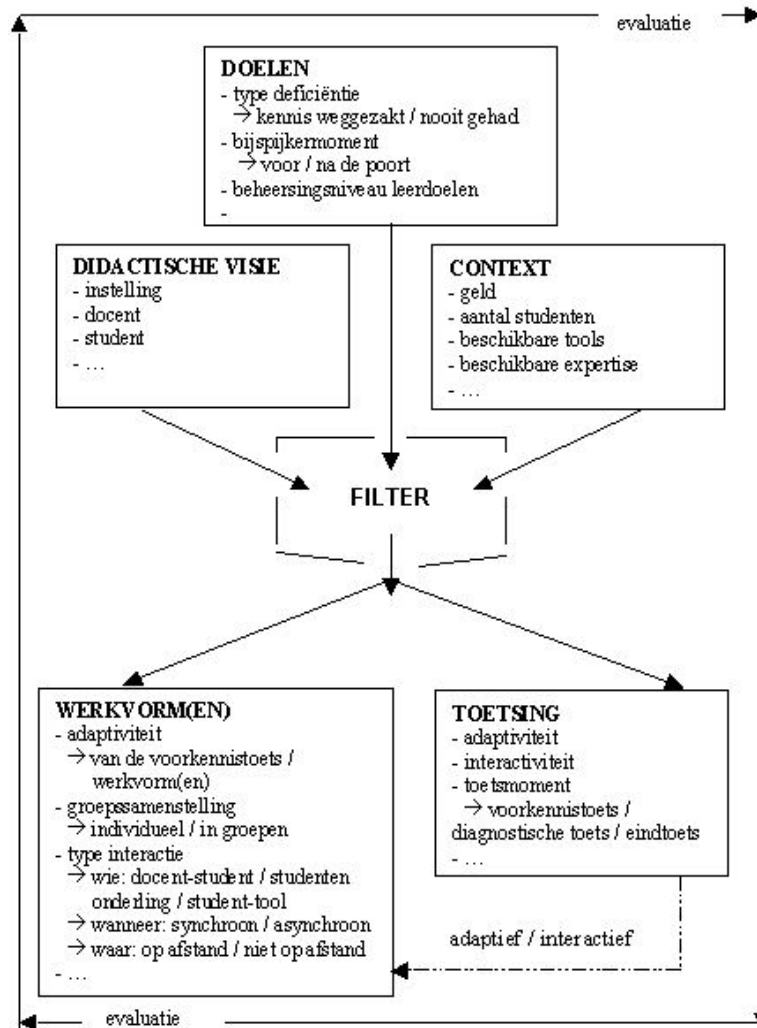 evaluatie
DOELEN
- type deficiëntie
→ kennis weggezakt / nooit gehad
- bijspijkermoment
→ voor / na de poort
- beheersingsniveau leerdoelen
-
DIDACTISCHE VISIE
- instelling
- docent
- student
- ...
CONTEXT
- geld
- aantal studenten
- beschikbare tools
- beschikbare expertise
- ...
FILTER
WERKVORM(EN)
- adaptiviteit
→ van de voorkennistoets /
werkvorm(en)
- groepssamenstelling
→ individueel / in groepen
- type interactie
→ wie: docent-student / studenten
onderling / student-tool
→ wanneer: synchroon / asynchroon
→ waar: op afstand / niet op afstand
- ...
TOETSING
- adaptiviteit
- interactiviteit
- toetsmoment
→ voorkennistoets /
diagnostische toets / eindtoets
- ...
adaptief / interactief
evaluatie